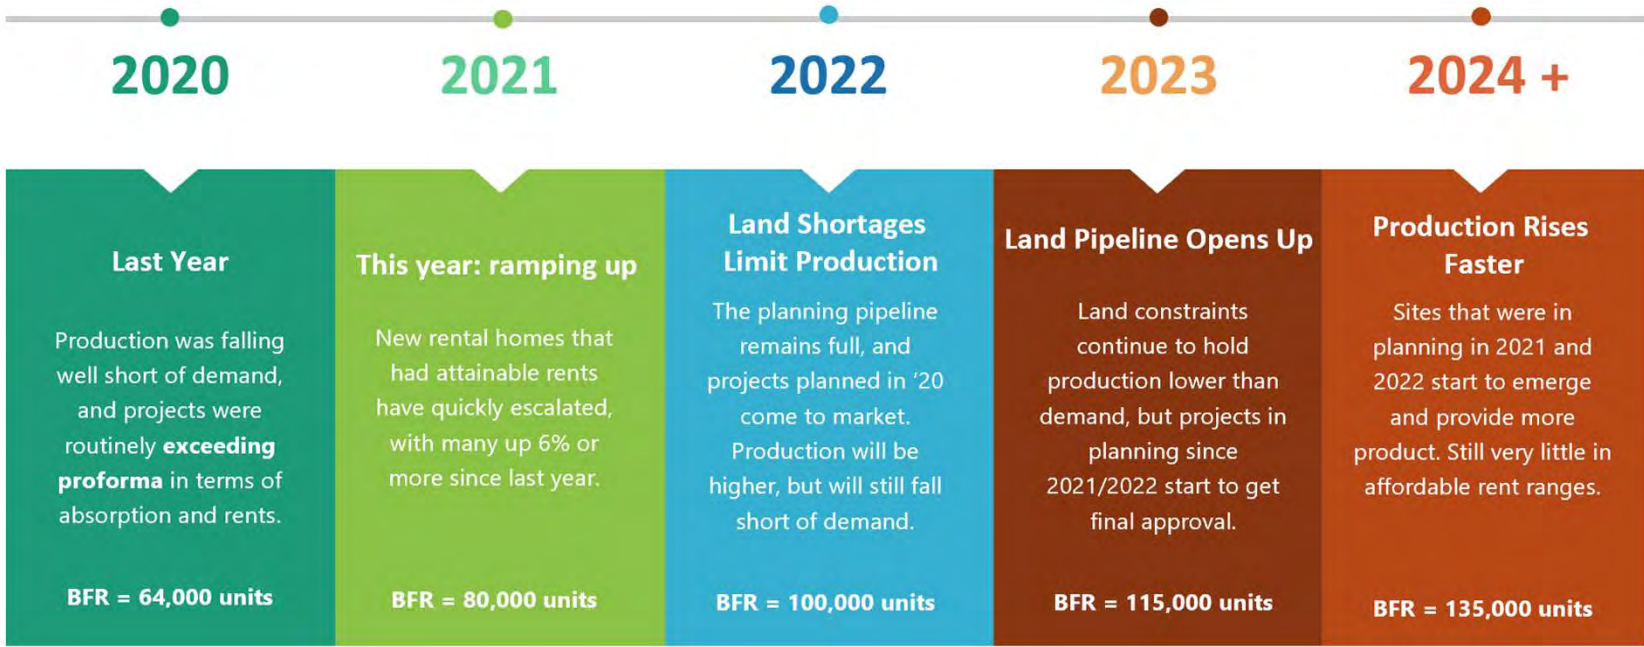 2020
2021
2022
2023
2024 +
Last Year
Production was falling
well short of demand,
and projects were
routinely exceeding
proforma in terms of
absorption and rents.
BFR = 64,000 units
This year: ramping up
New rental homes that
had attainable rents
have quickly escalated,
with many up 6% or
more since last year.
BFR = 80,000 units
Land Shortages
Limit Production
The planning pipeline
remains full, and
projects planned in ’20
come to market.
Production will be
higher, but will still fall
short of demand.
BFR = 100,000 units
Land Pipeline Opens Up
Land constraints
continue to hold
production lower than
demand, but projects in
planning since
2021/2022 start to get
final approval.
BFR = 115,000 units
Production Rises
Faster
Sites that were in
planning in 2021 and
2022 start to emerge
and provide more
product. Still very little in
affordable rent ranges.
BFR = 135,000 units